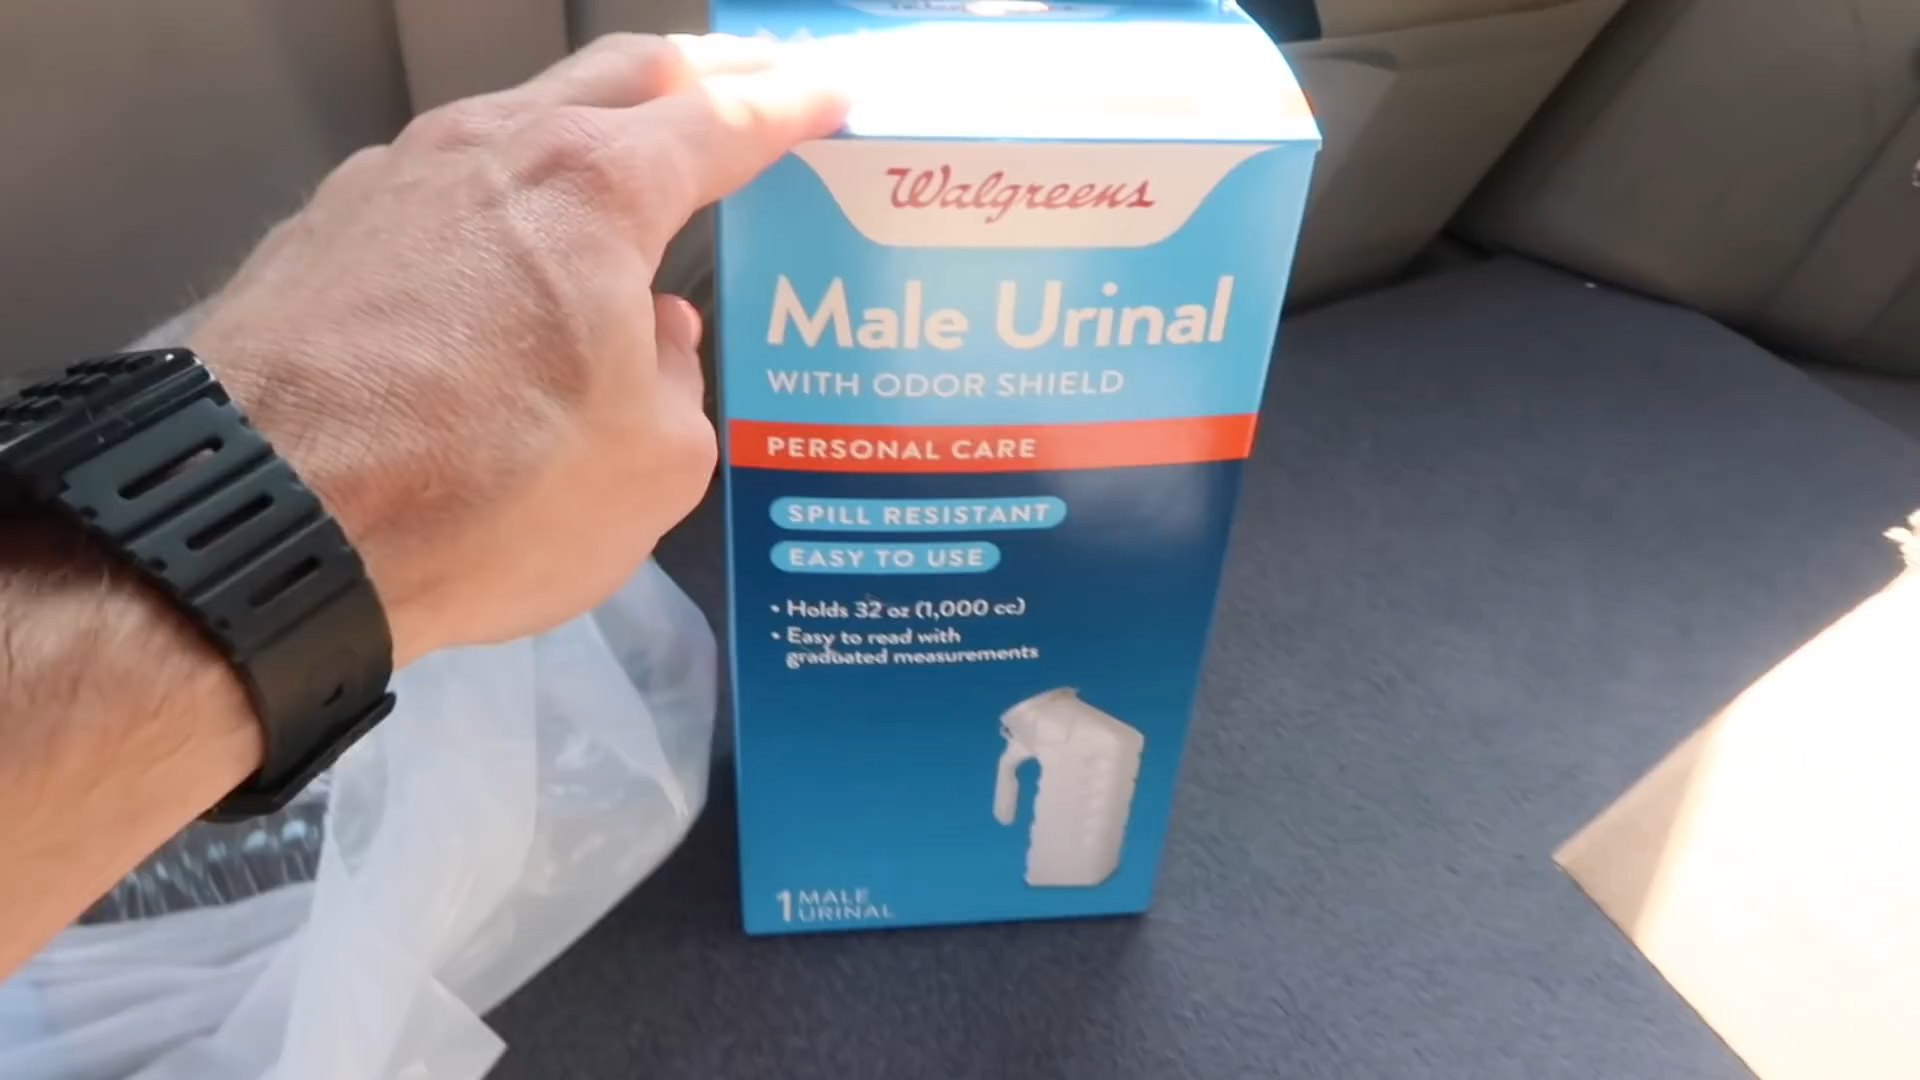 Walgreens
Male Urinal
WITH ODOR SHIELD
PERSONAL CARE
SPILL RESISTANT
EASY TO USE
• Holds 32 oz (1,000 cc)
• Easy to read with
graduated measurements
1 MALE
URINAL